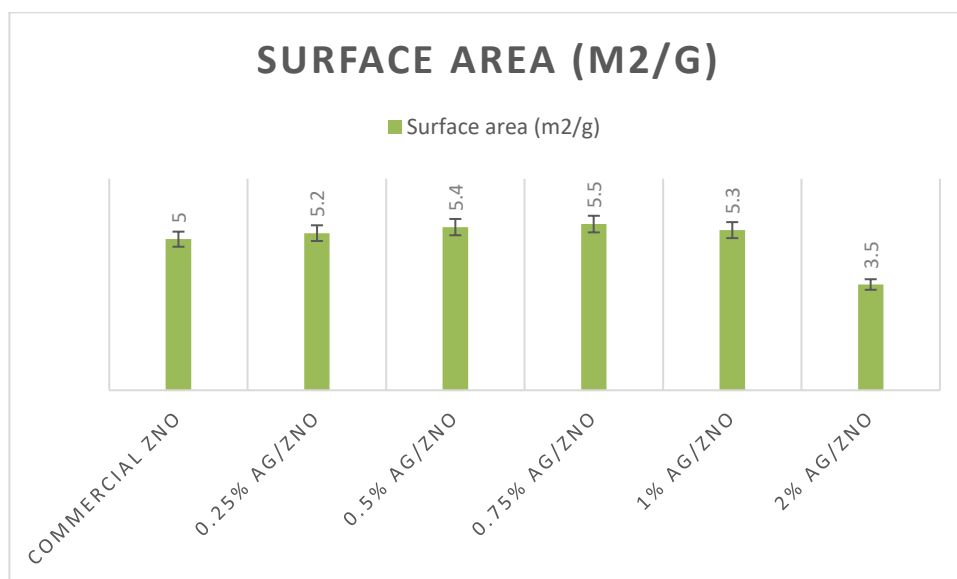 SURFACE AREA (M2/G)
Surface area (m2/g)
5
5.2
5.4
5.5
5.3
3.5
COMMERCIAL ZNO
0.25% AG/ZNO
0.5% AG/ZNO
0.75% AG/ZNO
1% AG/ZNO
2% AG/ZNO